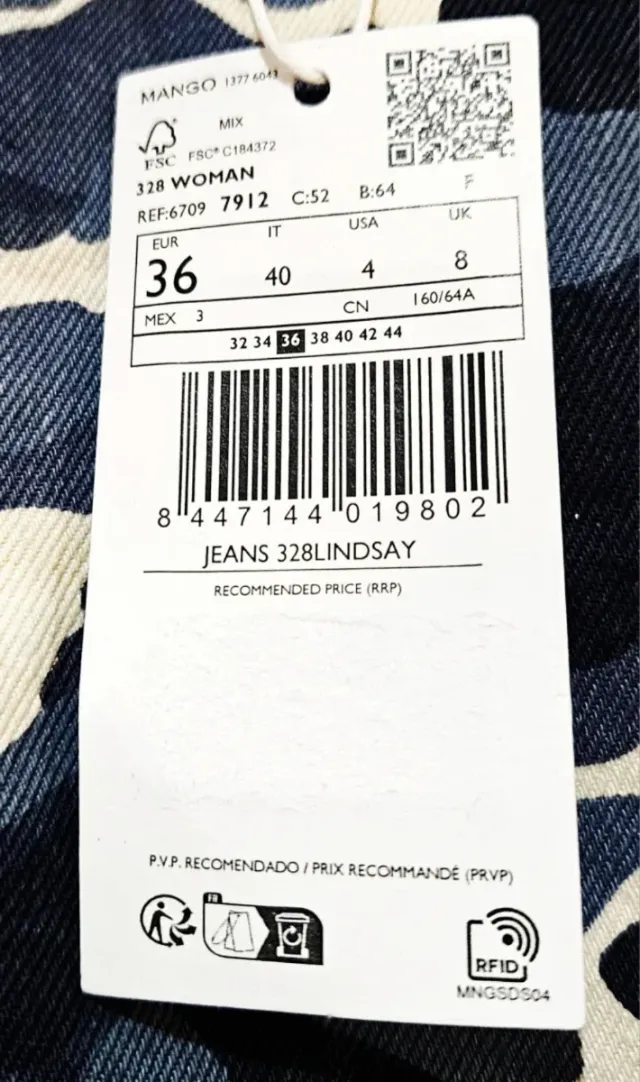 MANGO 1377 6043
MIX
FSC FSC® C184372
328 WOMAN
REF:6709 7912 C:52 B:64 F
EUR IT USA UK
36 40 4 8
MEX 3 CN 160/64A
32 34 36 38 40 42 44
8 447144 019802
JEANS 328LINDSAY
RECOMMENDED PRICE (RRP)
P.V.P. RECOMENDADO / PRIX RECOMMANDÉ (PRVP)
FR
RFID
MNGSDS04